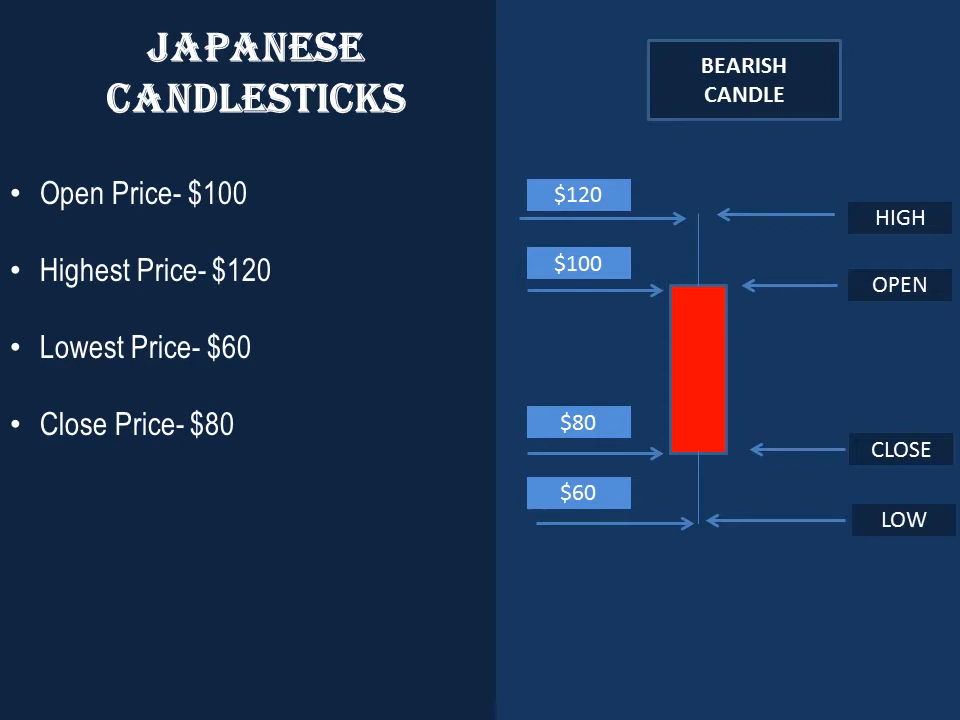 JAPANESE
CANDLESTICKS
• Open Price- $100
• Highest Price- $120
• Lowest Price- $60
• Close Price- $80
BEARISH
CANDLE
$120
HIGH
$100
OPEN
$80
CLOSE
$60
LOW